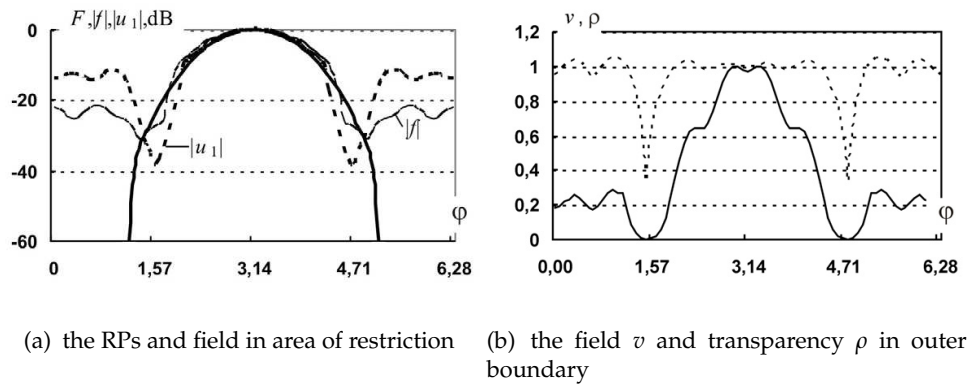 F ,|f|,|u 1|,dB
0
-20
-40
-60
|f|
|u 1|
φ
0 1,57 3,14 4,71 6,28
v, ρ
1,2
1
0,8
0,6
0,4
0,2
0
φ
0,00 1,57 3,14 4,71 6,28
(a) the RPs and field in area of restriction
(b) the field v and transparency ρ in outer
boundary